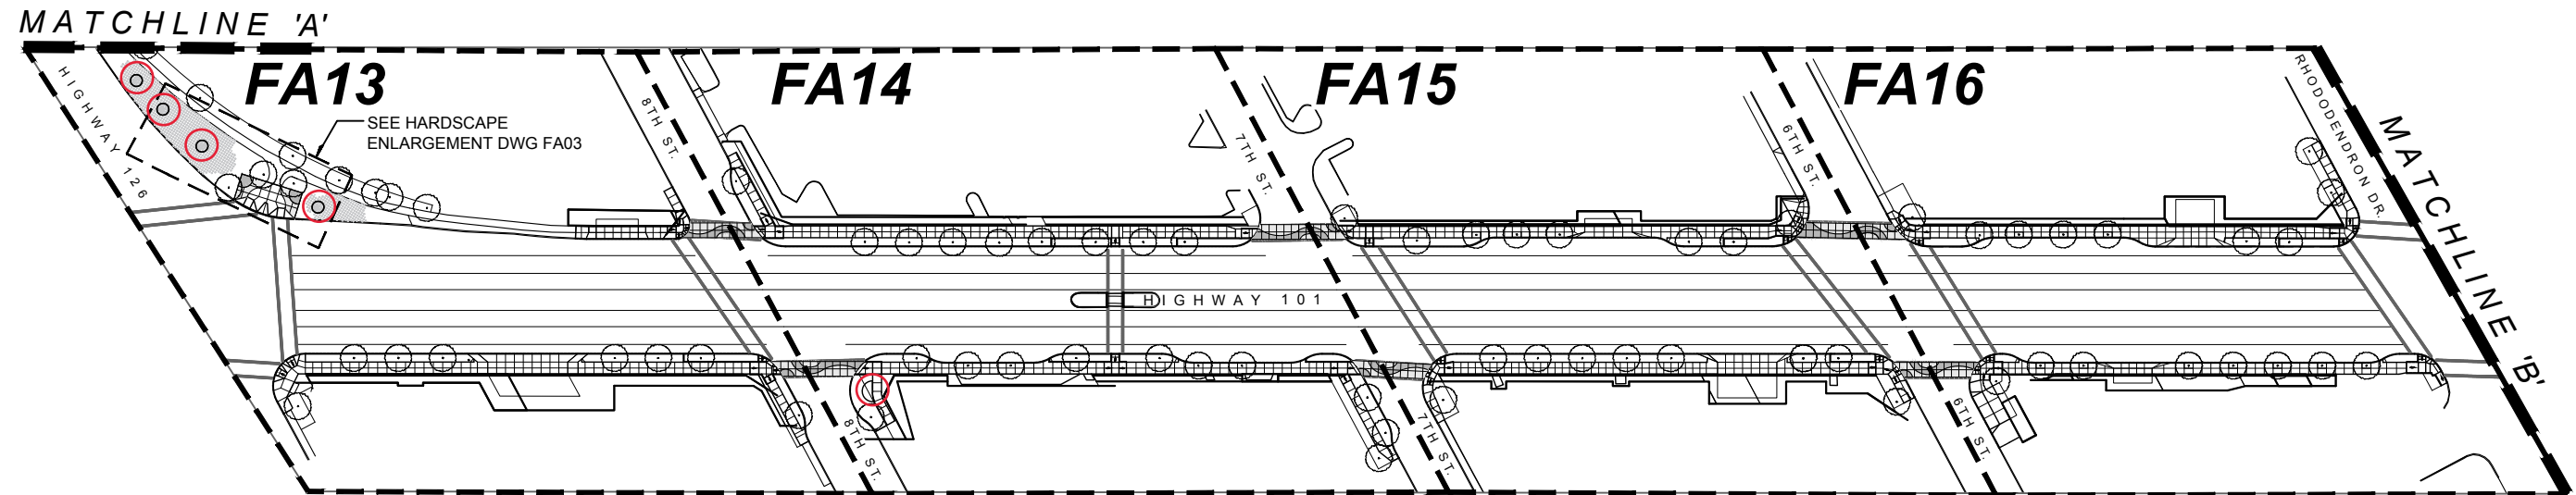 MATCHLINE 'A'
FA13
FA14
FA15
FA16
HIGHWAY 126
SEE HARDSCAPE
ENLARGEMENT DWG FA03
8TH ST.
7TH ST.
6TH ST.
RHODODENDRON DR.
MATCHLINE 'B'
HIGHWAY 101
8TH ST.
7TH ST.
6TH ST.